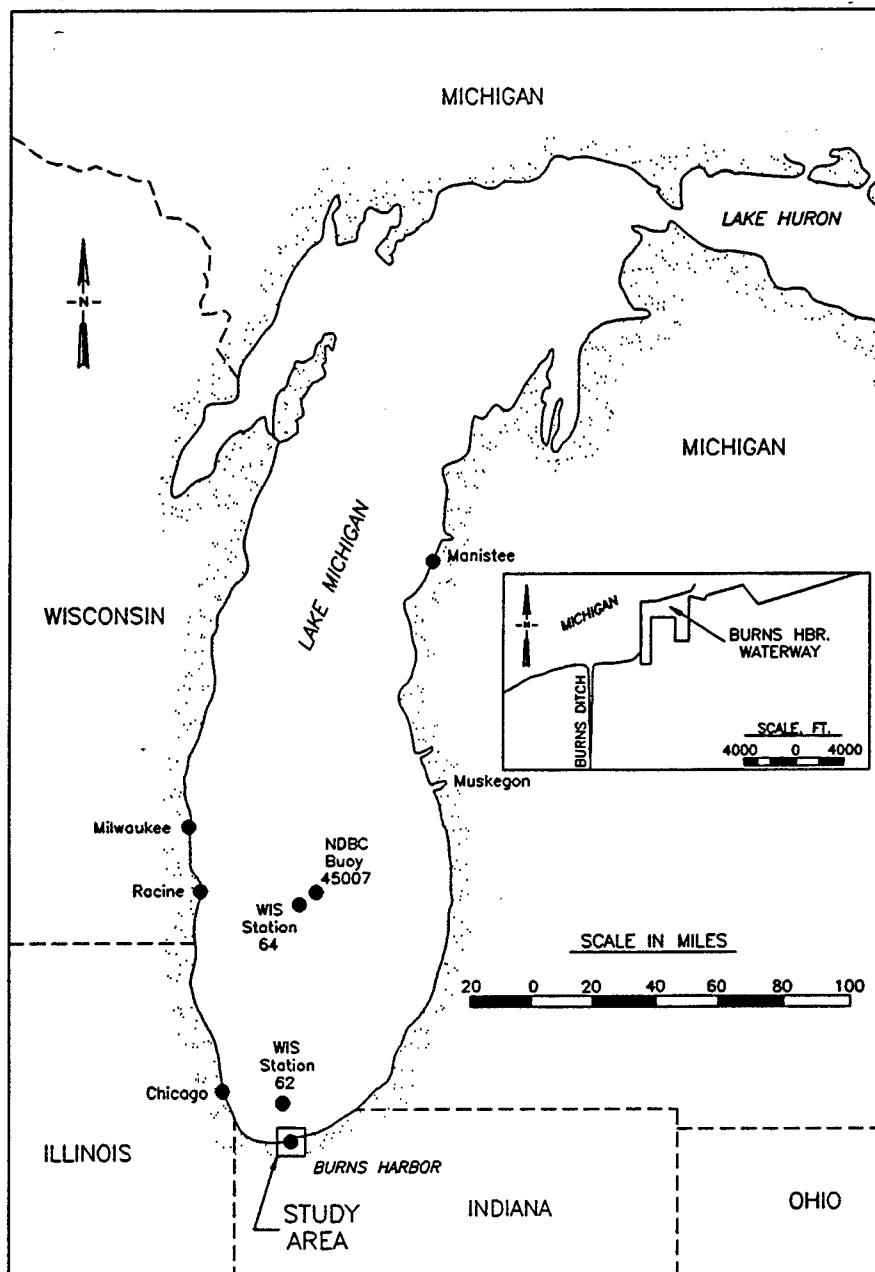 MICHIGAN
LAKE HURON
-N-
MICHIGAN
LAKE MICHIGAN
Manistee
WISCONSIN
-N-
MICHIGAN
BURNS HBR.
WATERWAY
BURNS DITCH
SCALE, FT.
4000 0 4000
Muskegon
Milwaukee
NDBC
Buoy
45007
Racine
WIS
Station
64
SCALE IN MILES
20 0 20 40 60 80 100
WIS
Station
62
Chicago
ILLINOIS
BURNS HARBOR
INDIANA
OHIO
STUDY
AREA